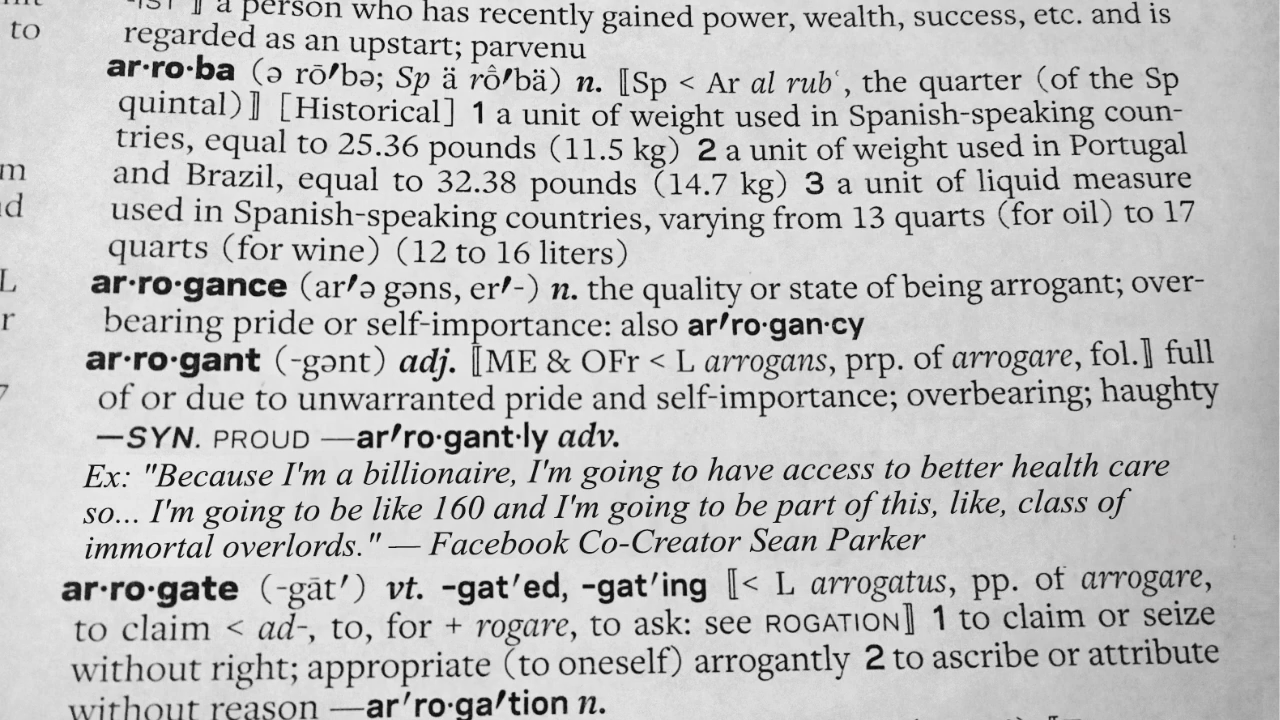 to
a person who has recently gained power, wealth, success, etc. and is
regarded as an upstart; parvenu
ar·ro·ba (ə rō′bə; Sp ä rô̂′bä) n. ⟦Sp < Ar al rubʿ, the quarter (of the Sp
quintal)⟧ [Historical] 1 a unit of weight used in Spanish-speaking coun-
tries, equal to 25.36 pounds (11.5 kg) 2 a unit of weight used in Portugal
and Brazil, equal to 32.38 pounds (14.7 kg) 3 a unit of liquid measure
used in Spanish-speaking countries, varying from 13 quarts (for oil) to 17
quarts (for wine) (12 to 16 liters)
ar·ro·gance (ar′ə gəns, er′-) n. the quality or state of being arrogant; over-
bearing pride or self-importance: also ar′ro·gan·cy
ar·ro·gant (-gənt) adj. ⟦ME & OFr < L arrogans, prp. of arrogare, fol.⟧ full
of or due to unwarranted pride and self-importance; overbearing; haughty
—SYN. PROUD —ar′ro·gant·ly adv.
Ex: "Because I'm a billionaire, I'm going to have access to better health care
so... I'm going to be like 160 and I'm going to be part of this, like, class of
immortal overlords." — Facebook Co-Creator Sean Parker
ar·ro·gate (-gāt′) vt. -gat′ed, -gat′ing ⟦< L arrogatus, pp. of arrogare,
to claim < ad-, to, for + rogare, to ask: see ROGATION⟧ 1 to claim or seize
without right; appropriate (to oneself) arrogantly 2 to ascribe or attribute
without reason —ar′ro·ga′tion n.